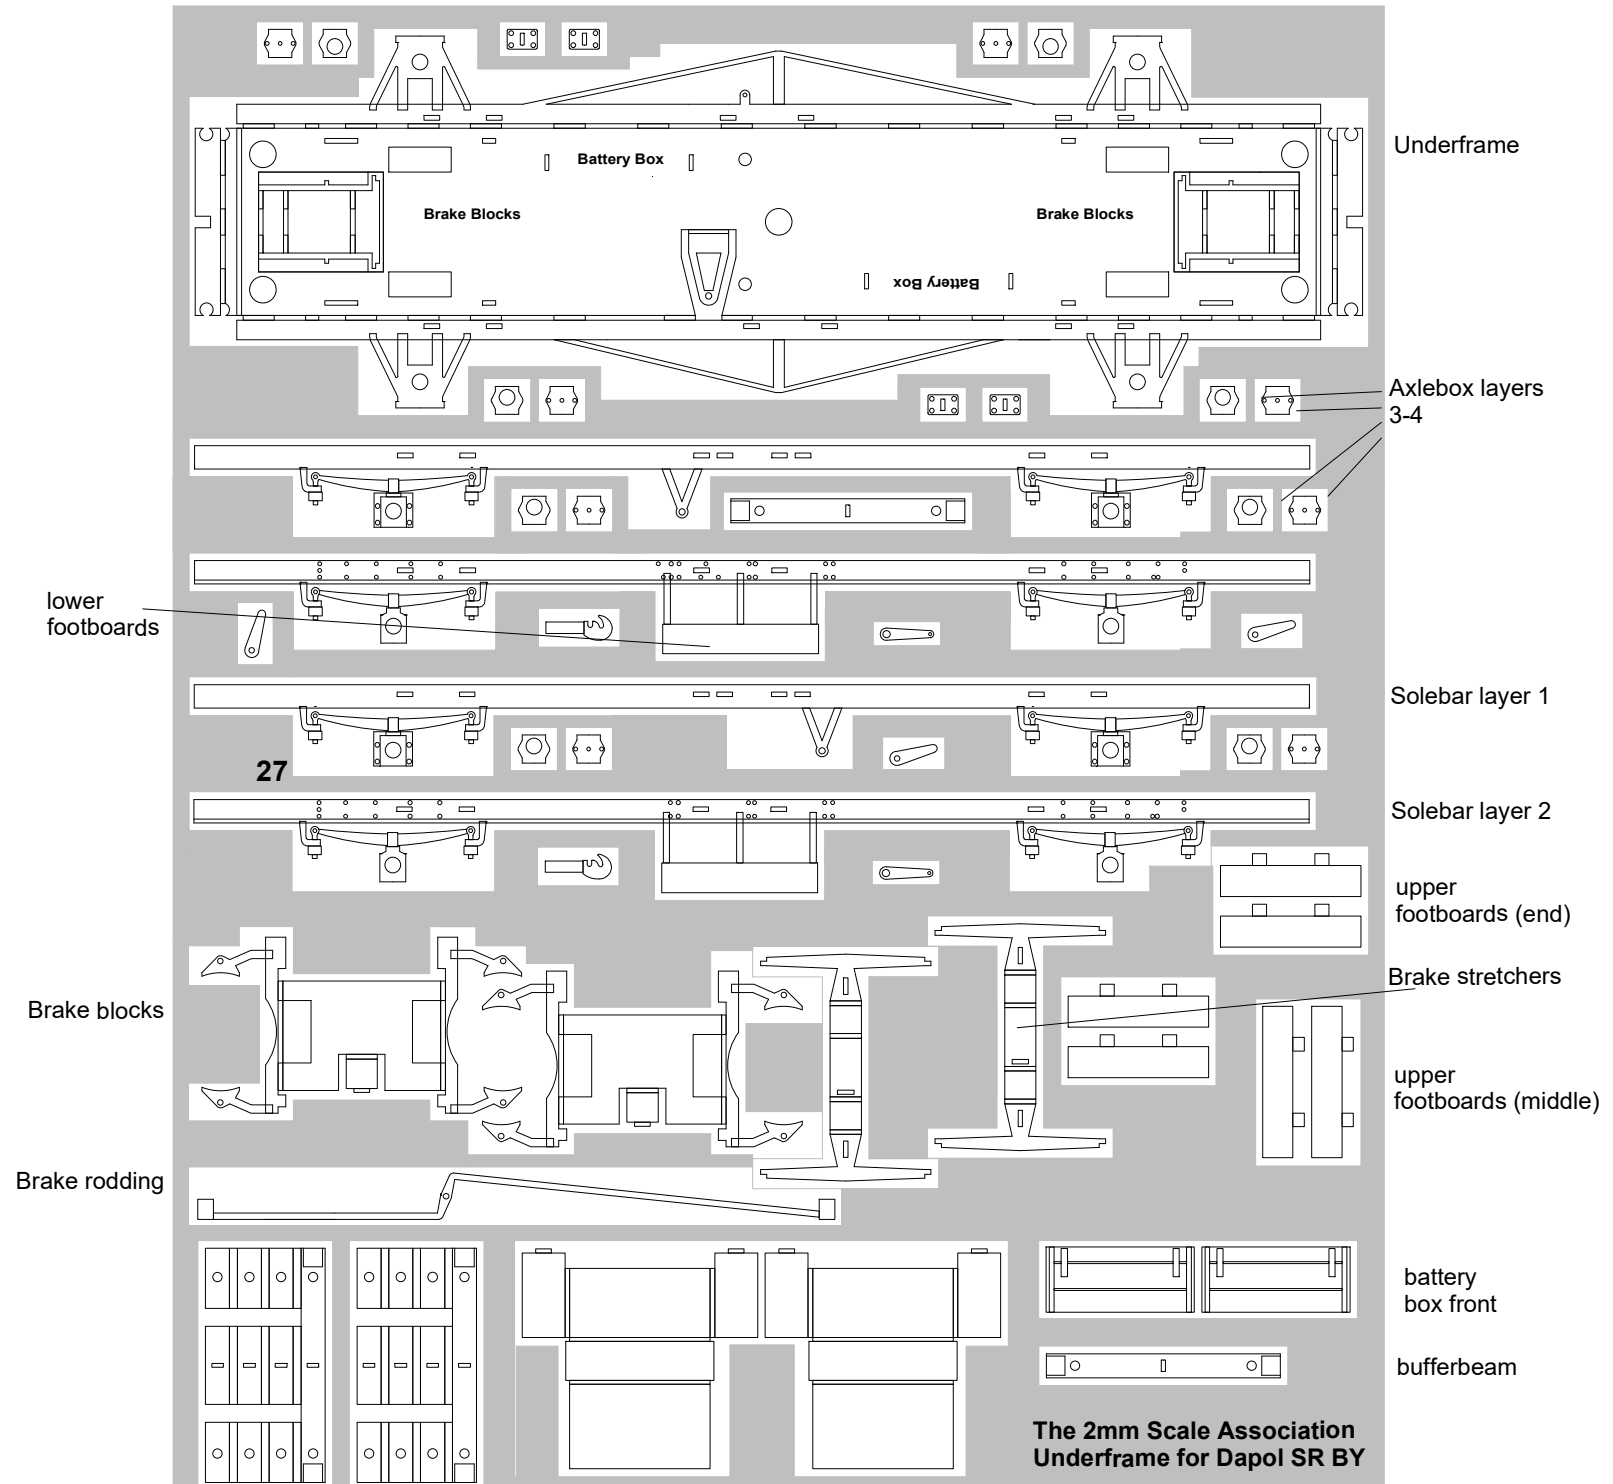 Underframe
Battery Box
Brake Blocks
Brake Blocks
Battery Box
Axlebox layers
3-4
lower
footboards
Solebar layer 1
27
Solebar layer 2
upper
footboards (end)
Brake stretchers
Brake blocks
upper
footboards (middle)
Brake rodding
battery
box front
bufferbeam
The 2mm Scale Association
Underframe for Dapol SR BY